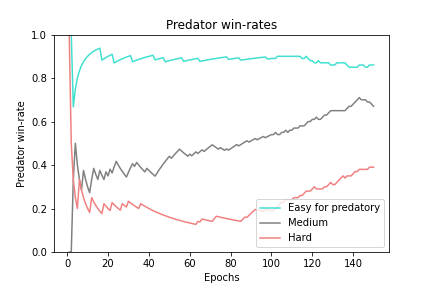 Predator win-rates
1.0
0.8
0.6
0.4
0.2
0.0
Predator win-rate
0
20
40
60
80
100
120
140
Epochs
Easy for predatory
Medium
Hard